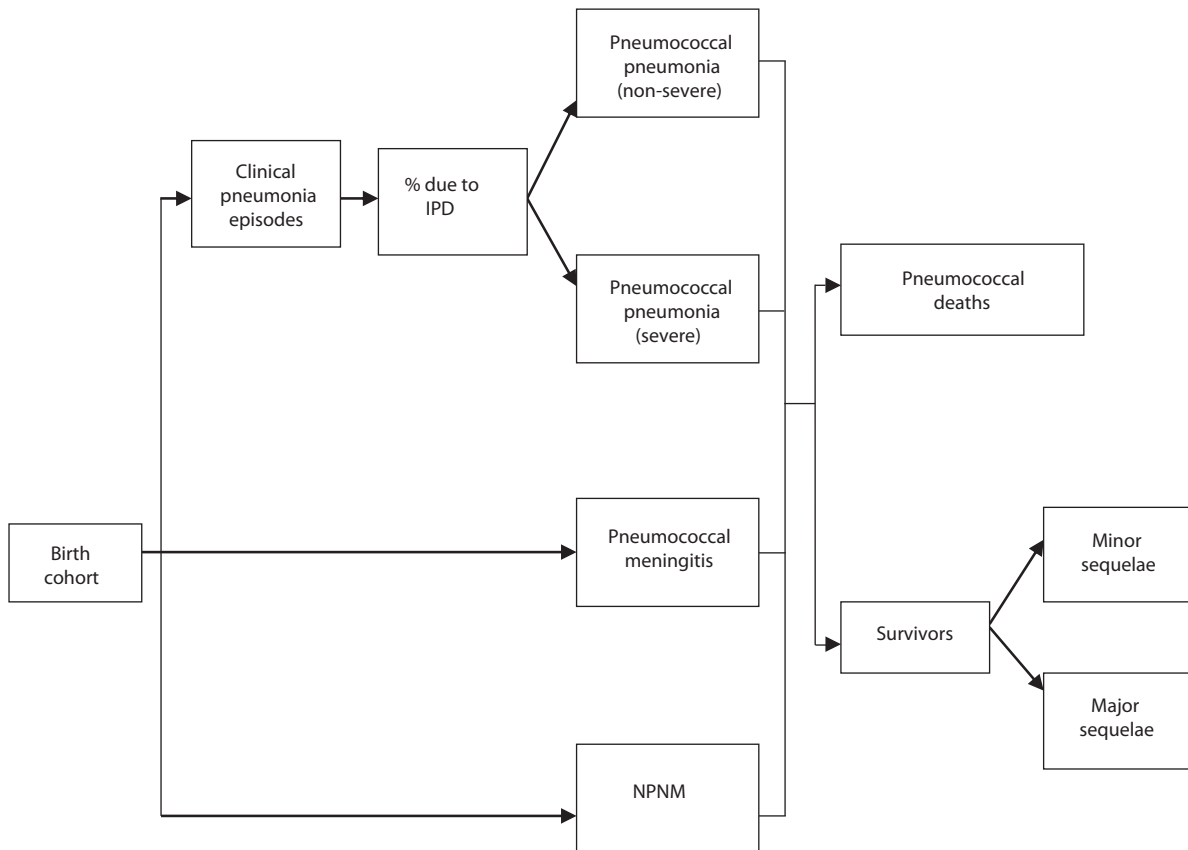 Pneumococcal
pneumonia
(non-severe)
Clinical
pneumonia
episodes
% due to
IPD
Pneumococcal
pneumonia
(severe)
Pneumococcal
deaths
Birth
cohort
Pneumococcal
meningitis
Minor
sequelae
Survivors
Major
sequelae
NPNM